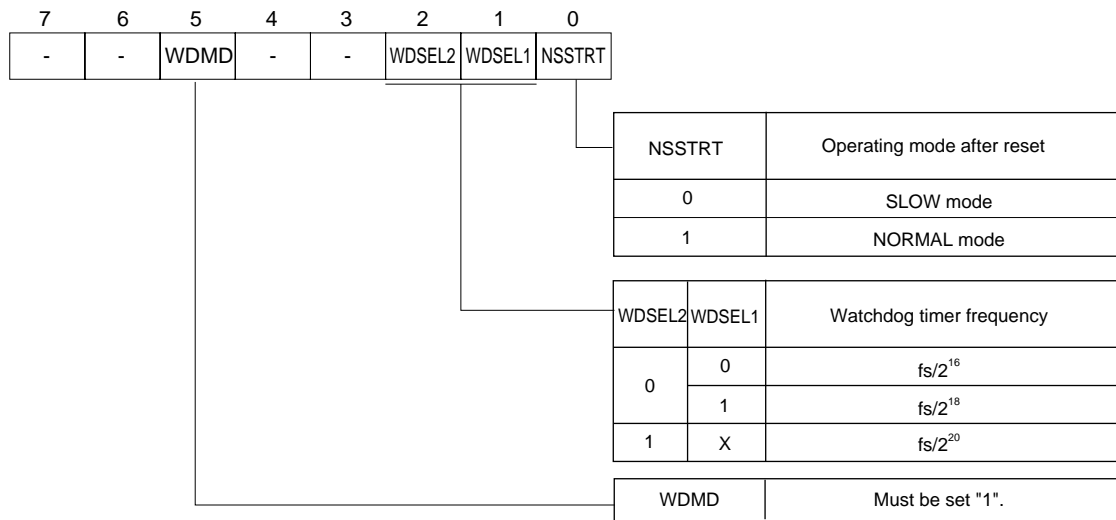 7 6 5 4 3 2 1 0
- - WDMD - - WDSEL2 WDSEL1 NSSTRT
NSSTRT Operating mode after reset
0 SLOW mode
1 NORMAL mode
WDSEL2 WDSEL1 Watchdog timer frequency
0 0 fs/2^16
1 fs/2^18
1 X fs/2^20
WDMD Must be set "1".